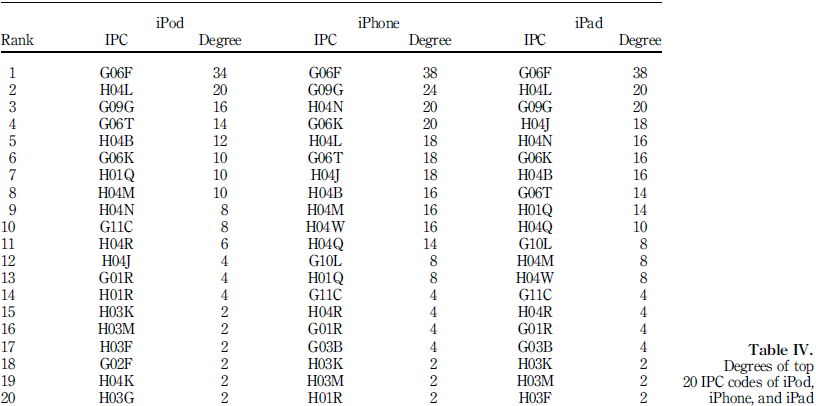 iPod iPhone iPad
Rank IPC Degree IPC Degree IPC Degree
1 G06F 34 G06F 38 G06F 38
2 H04L 20 G09G 24 H04L 20
3 G09G 16 H04N 20 G09G 20
4 G06T 14 G06K 20 H04J 18
5 H04B 12 H04L 18 H04N 16
6 G06K 10 G06T 18 G06K 16
7 H01Q 10 H04J 18 H04B 16
8 H04M 10 H04B 16 G06T 14
9 H04N 8 H04M 16 H01Q 14
10 G11C 8 H04W 16 H04Q 10
11 H04R 6 H04Q 14 G10L 8
12 H04J 4 G10L 8 H04M 8
13 G01R 4 H01Q 8 H04W 8
14 H01R 4 G11C 4 G11C 4
15 H03K 2 H04R 4 H04R 4
16 H03M 2 G01R 4 G01R 4
17 H03F 2 G03B 4 G03B 4
18 G02F 2 H03K 2 H03K 2
19 H04K 2 H03M 2 H03M 2
20 H03G 2 H01R 2 H03F 2
Table IV.
Degrees of top
20 IPC codes of iPod,
iPhone, and iPad